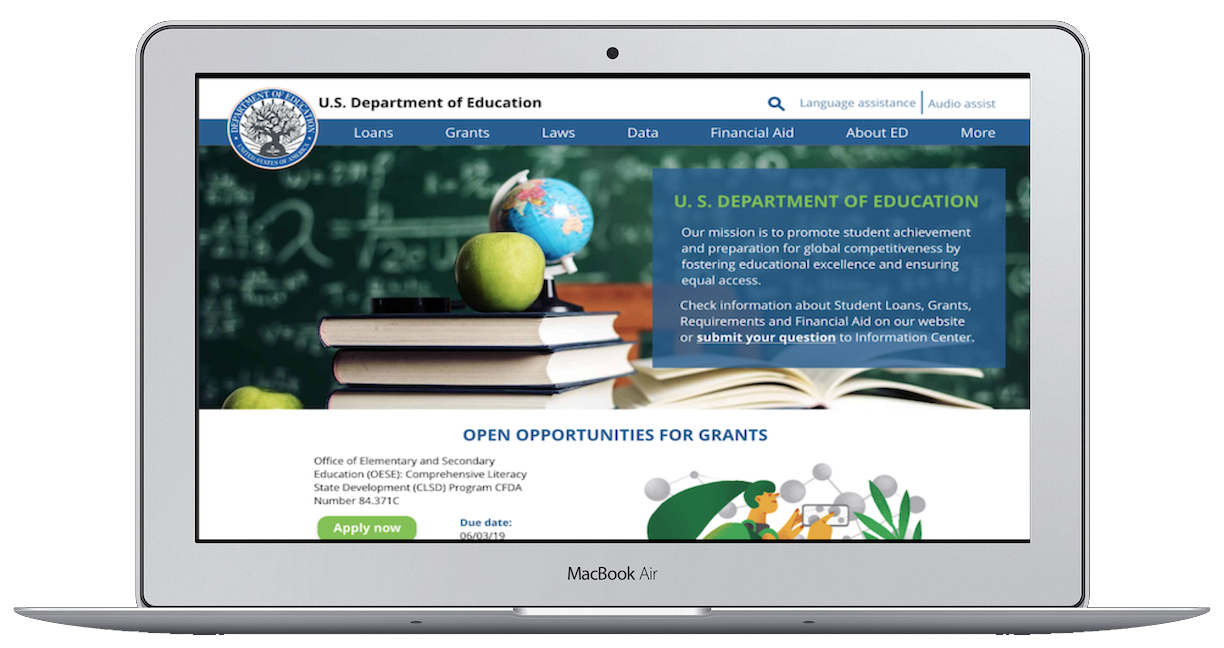 U.S. Department of Education
Language assistance
Audio assist
DEPARTMENT OF EDUCATION
UNITED STATES OF AMERICA
Loans Grants Laws Data Financial Aid About ED More
U. S. DEPARTMENT OF EDUCATION
Our mission is to promote student achievement
and preparation for global competitiveness by
fostering educational excellence and ensuring
equal access.
Check information about Student Loans, Grants,
Requirements and Financial Aid on our website
or submit your question to Information Center.
OPEN OPPORTUNITIES FOR GRANTS
Office of Elementary and Secondary
Education (OESE): Comprehensive Literacy
State Development (CLSD) Program CFDA
Number 84.371C
Apply now
Due date:
06/03/19
MacBook Air